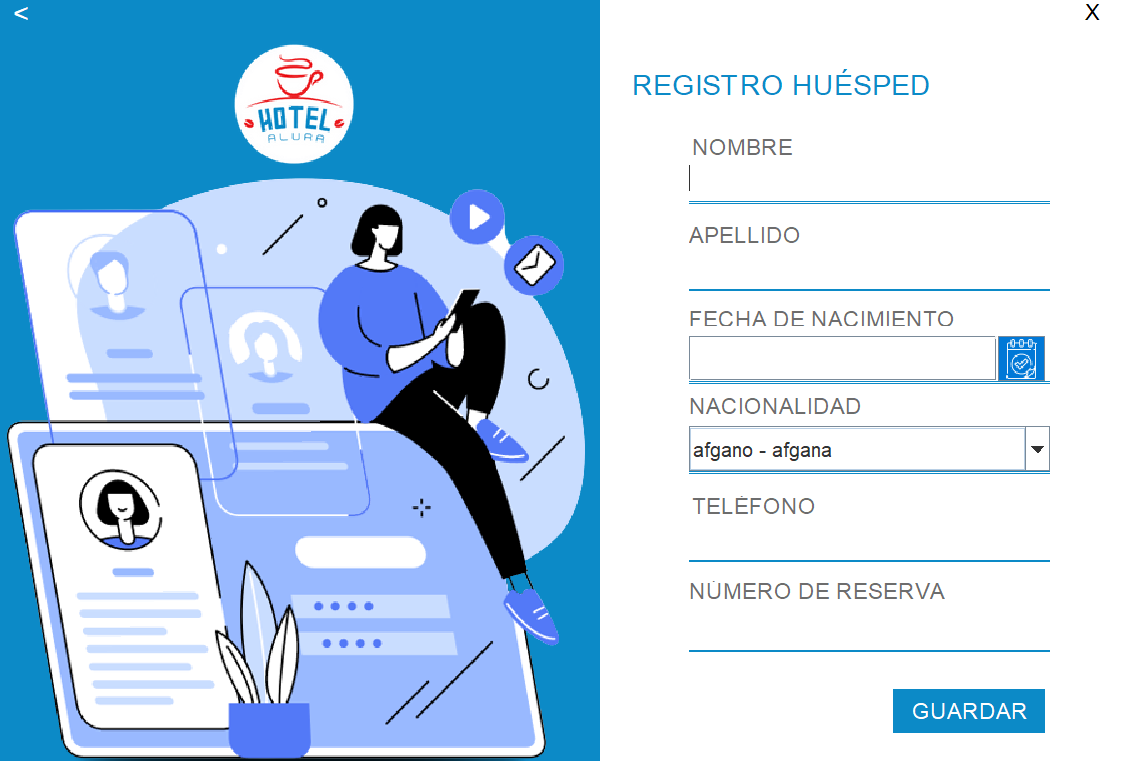 <
X
HOTEL
ALURA
REGISTRO HUÉSPED
NOMBRE
APELLIDO
FECHA DE NACIMIENTO
NACIONALIDAD
afgano - afgana
TELÉFONO
NÚMERO DE RESERVA
GUARDAR